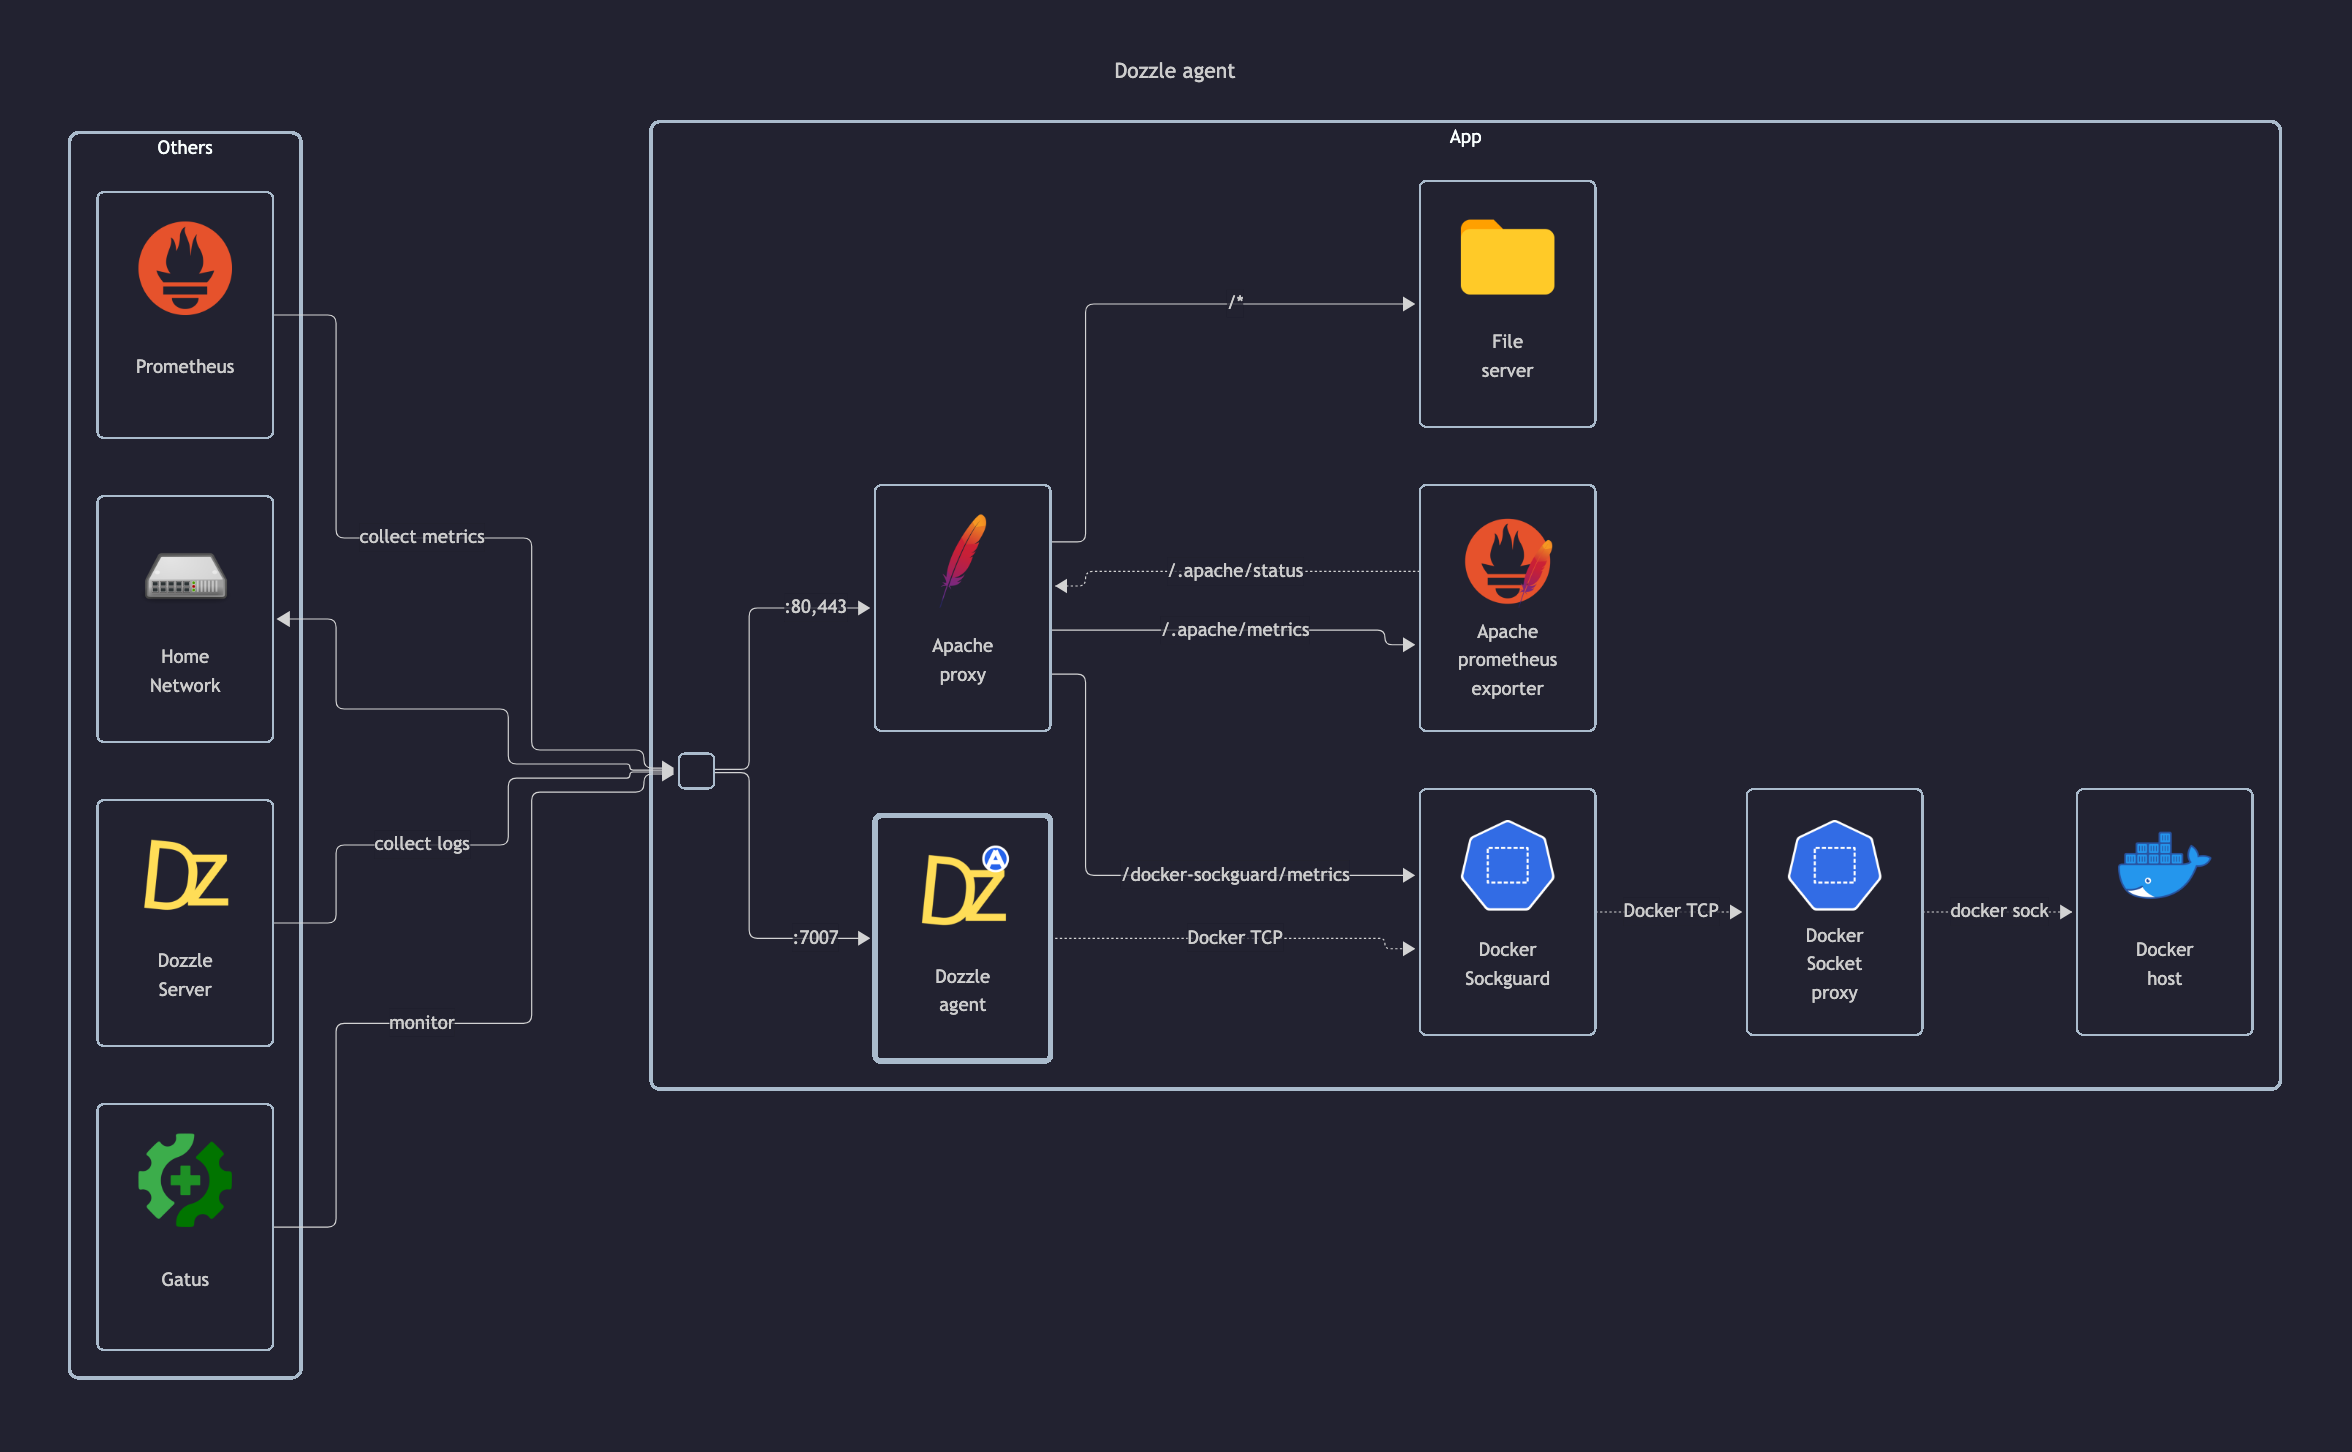 Dozzle agent
Others
Prometheus
Home
Network
Dozzle
Server
Gatus
collect metrics
collect logs
monitor
App
:80,443
:7007
Apache
proxy
DZ
A
Dozzle
agent
/*
/.apache/status
/.apache/metrics
/docker-sockguard/metrics
Docker TCP
File
server
Apache
prometheus
exporter
Docker
Sockguard
Docker TCP
Docker
Socket
proxy
docker sock
Docker
host
DZ